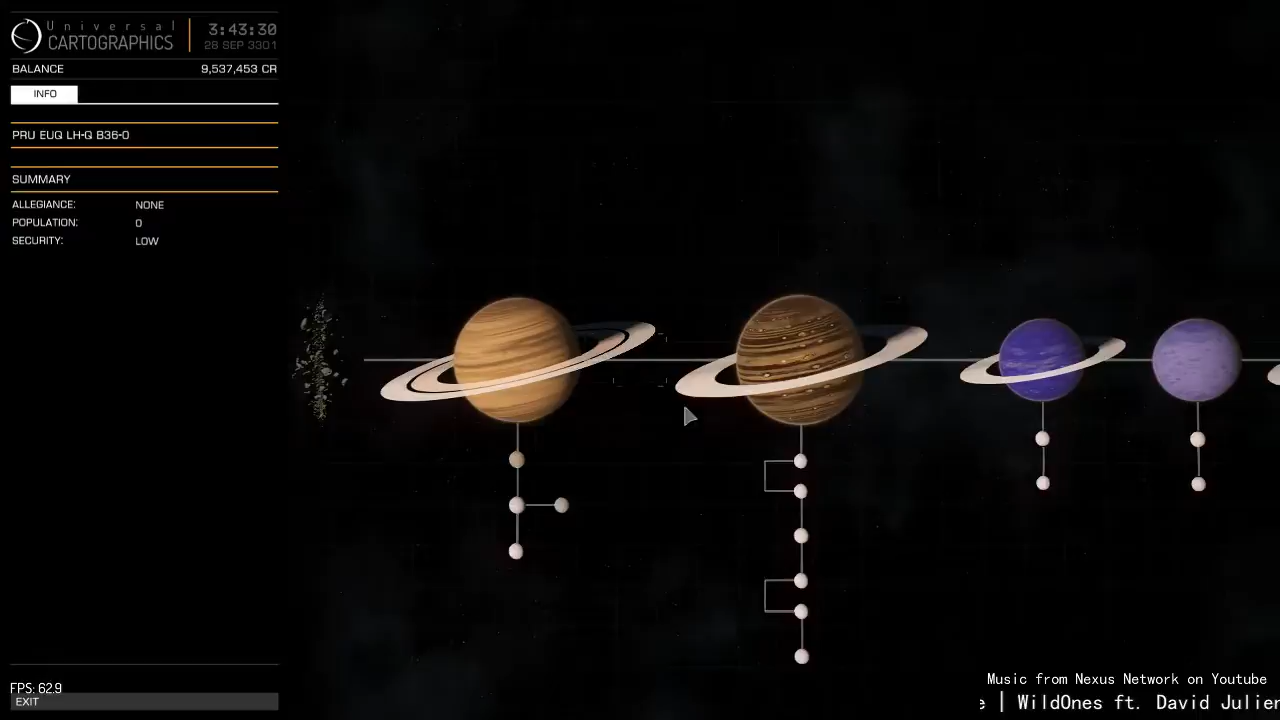 Universal
CARTOGRAPHICS
3:43:30
28 SEP 3301
BALANCE 9,537,453 CR
INFO
PRU EUQ LH-Q B36-0
SUMMARY
ALLEGIANCE: NONE
POPULATION: 0
SECURITY: LOW
FPS: 62.9
EXIT
Music from Nexus Network on Youtube
| WildOnes ft. David Julien